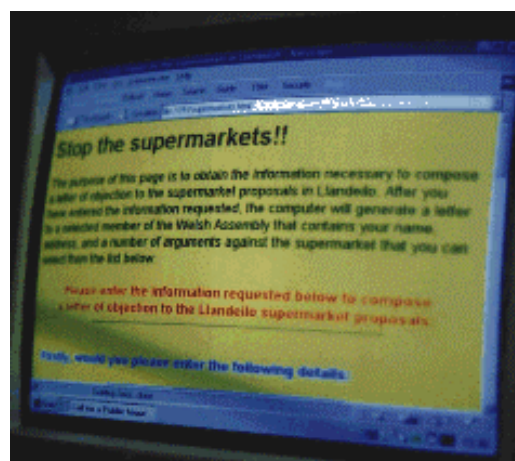 Stop the supermarkets!!
The purpose of this page is to obtain the information necessary to compose
a letter of objection to the supermarket proposals in Llandeilo. After you
have entered the information requested, the computer will generate a letter
to a selected member of the Welsh Assembly that contains your name,
address, and a number of arguments against the supermarket that you can
select from the list below.
Please enter the information requested below to compose
a letter of objection to the Llandeilo supermarket proposals.
Firstly, would you please enter the following details: